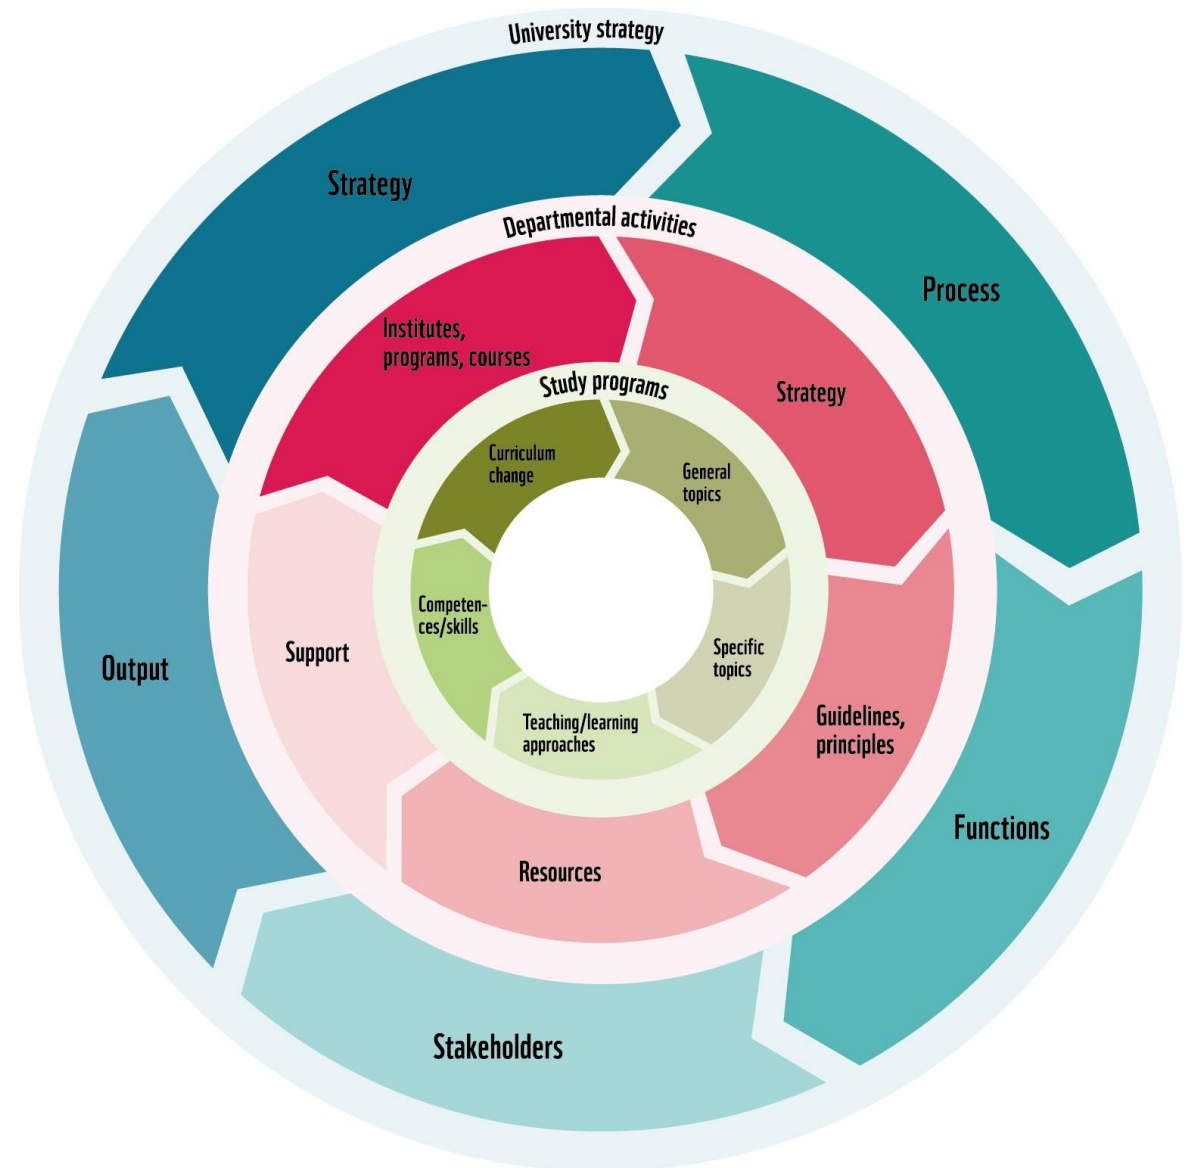 University strategy
Strategy
Process
Functions
Stakeholders
Output
Departmental activities
Institutes,
programs, courses
Strategy
Guidelines,
principles
Resources
Support
Study programs
Curriculum
change
General
topics
Specific
topics
Teaching/learning
approaches
Competen-
ces/skills